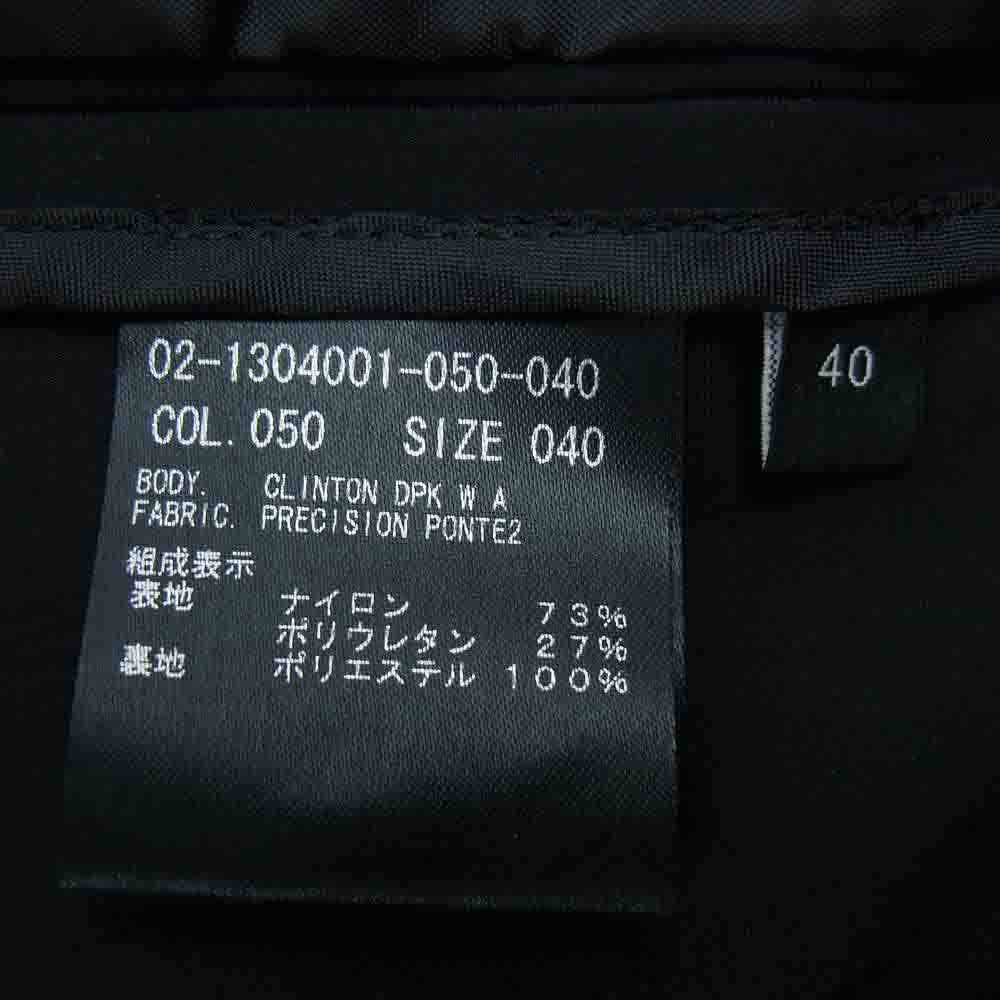 02-1304001-050-040
COL. 050 SIZE 040
BODY. CLINTON DPK W A
FABRIC. PRECISION PONTE2
組成表示
表地 ナイロン 73%
ポリウレタン 27%
裏地 ポリエステル 100%
40